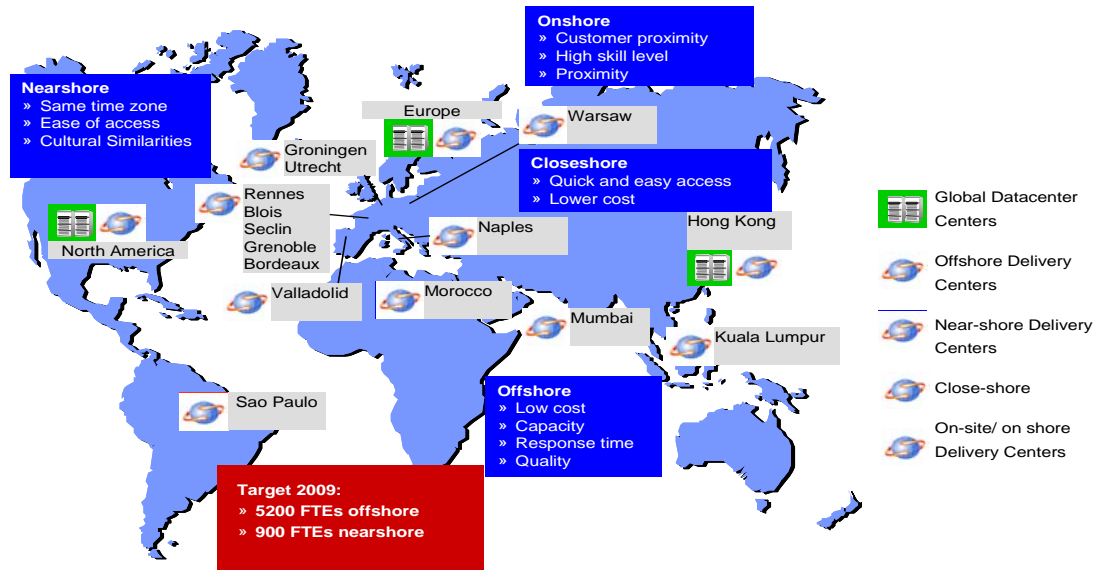 Onshore
» Customer proximity
» High skill level
» Proximity
Nearshore
» Same time zone
» Ease of access
» Cultural Similarities
Europe
Warsaw
Groningen
Utrecht
Closeshore
» Quick and easy access
» Lower cost
Rennes
Blois
Seclin
Grenoble
Bordeaux
Naples
Hong Kong
North America
Valladolid
Morocco
Mumbai
Kuala Lumpur
Sao Paulo
Offshore
» Low cost
» Capacity
» Response time
» Quality
Target 2009:
» 5200 FTEs offshore
» 900 FTEs nearshore
Global Datacenter
Centers
Offshore Delivery
Centers
Near-shore Delivery
Centers
Close-shore
On-site/ on shore
Delivery Centers